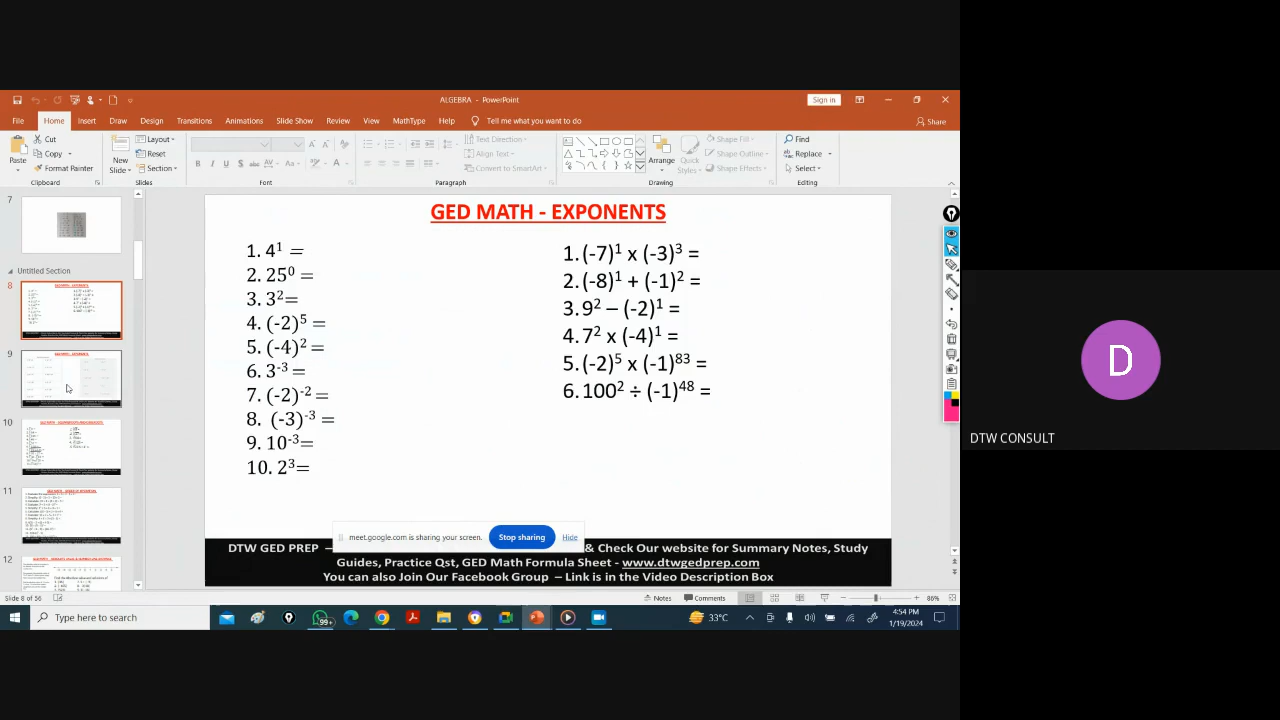 ALGEBRA - PowerPoint
Sign in
File Home Insert Draw Design Transitions Animations Slide Show Review View MathType Help Tell me what you want to do Share
Paste
Cut
Copy
Format Painter
Clipboard
New Slide
Layout
Reset
Section
Slides
Font
Text Direction
Align Text
Convert to SmartArt
Paragraph
Arrange
Quick Styles
Shape Fill
Shape Outline
Shape Effects
Drawing
Find
Replace
Select
Editing
7
Untitled Section
8
9
10
11
12
GED MATH - EXPONENTS
1. 4¹ =
2. 25⁰ =
3. 3²=
4. (-2)⁵ =
5. (-4)² =
6. 3⁻³ =
7. (-2)⁻² =
8. (-3)⁻³ =
9. 10⁻³=
10. 2³=
1. (-7)¹ x (-3)³ =
2. (-8)¹ + (-1)² =
3. 9² – (-2)¹ =
4. 7² x (-4)¹ =
5. (-2)⁵ x (-1)⁸³ =
6. 100² ÷ (-1)⁴⁸ =
meet.google.com is sharing your screen. Stop sharing Hide
DTW GED PREP – & Check Our website for Summary Notes, Study
Guides, Practice Qst, GED Math Formula Sheet - www.dtwgedprep.com
You can also Join Our Facebook Group – Link is in the Video Description Box
Slide 8 of 56
Notes Comments 86%
Type here to search
99+
33°C
4:54 PM
1/19/2024
D
DTW CONSULT